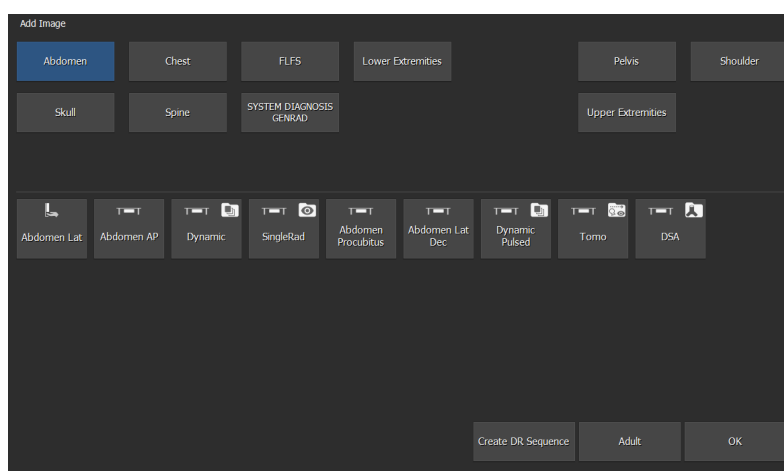 Add Image
Abdomen
Chest
FLFS
Lower Extremities
Pelvis
Shoulder
Skull
Spine
SYSTEM DIAGNOSIS
GENRAD
Upper Extremities
Abdomen Lat
Abdomen AP
Dynamic
SingleRad
Abdomen
Procubitus
Abdomen Lat
Dec
Dynamic
Pulsed
Tomo
DSA
Create DR Sequence
Adult
OK